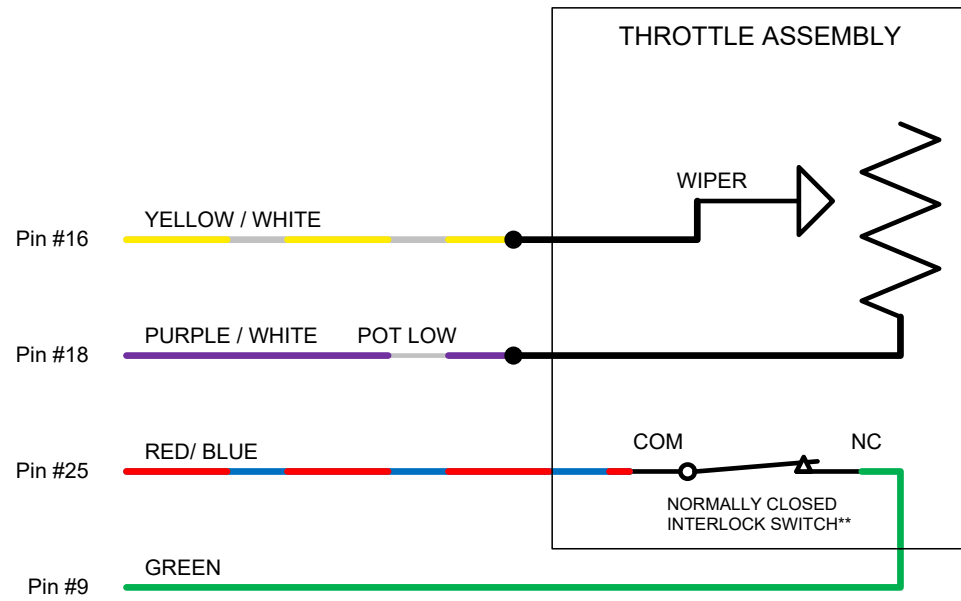 THROTTLE ASSEMBLY
WIPER
YELLOW / WHITE
Pin #16
PURPLE / WHITE POT LOW
Pin #18
RED/ BLUE
COM NC
Pin #25
NORMALLY CLOSED
INTERLOCK SWITCH**
GREEN
Pin #9